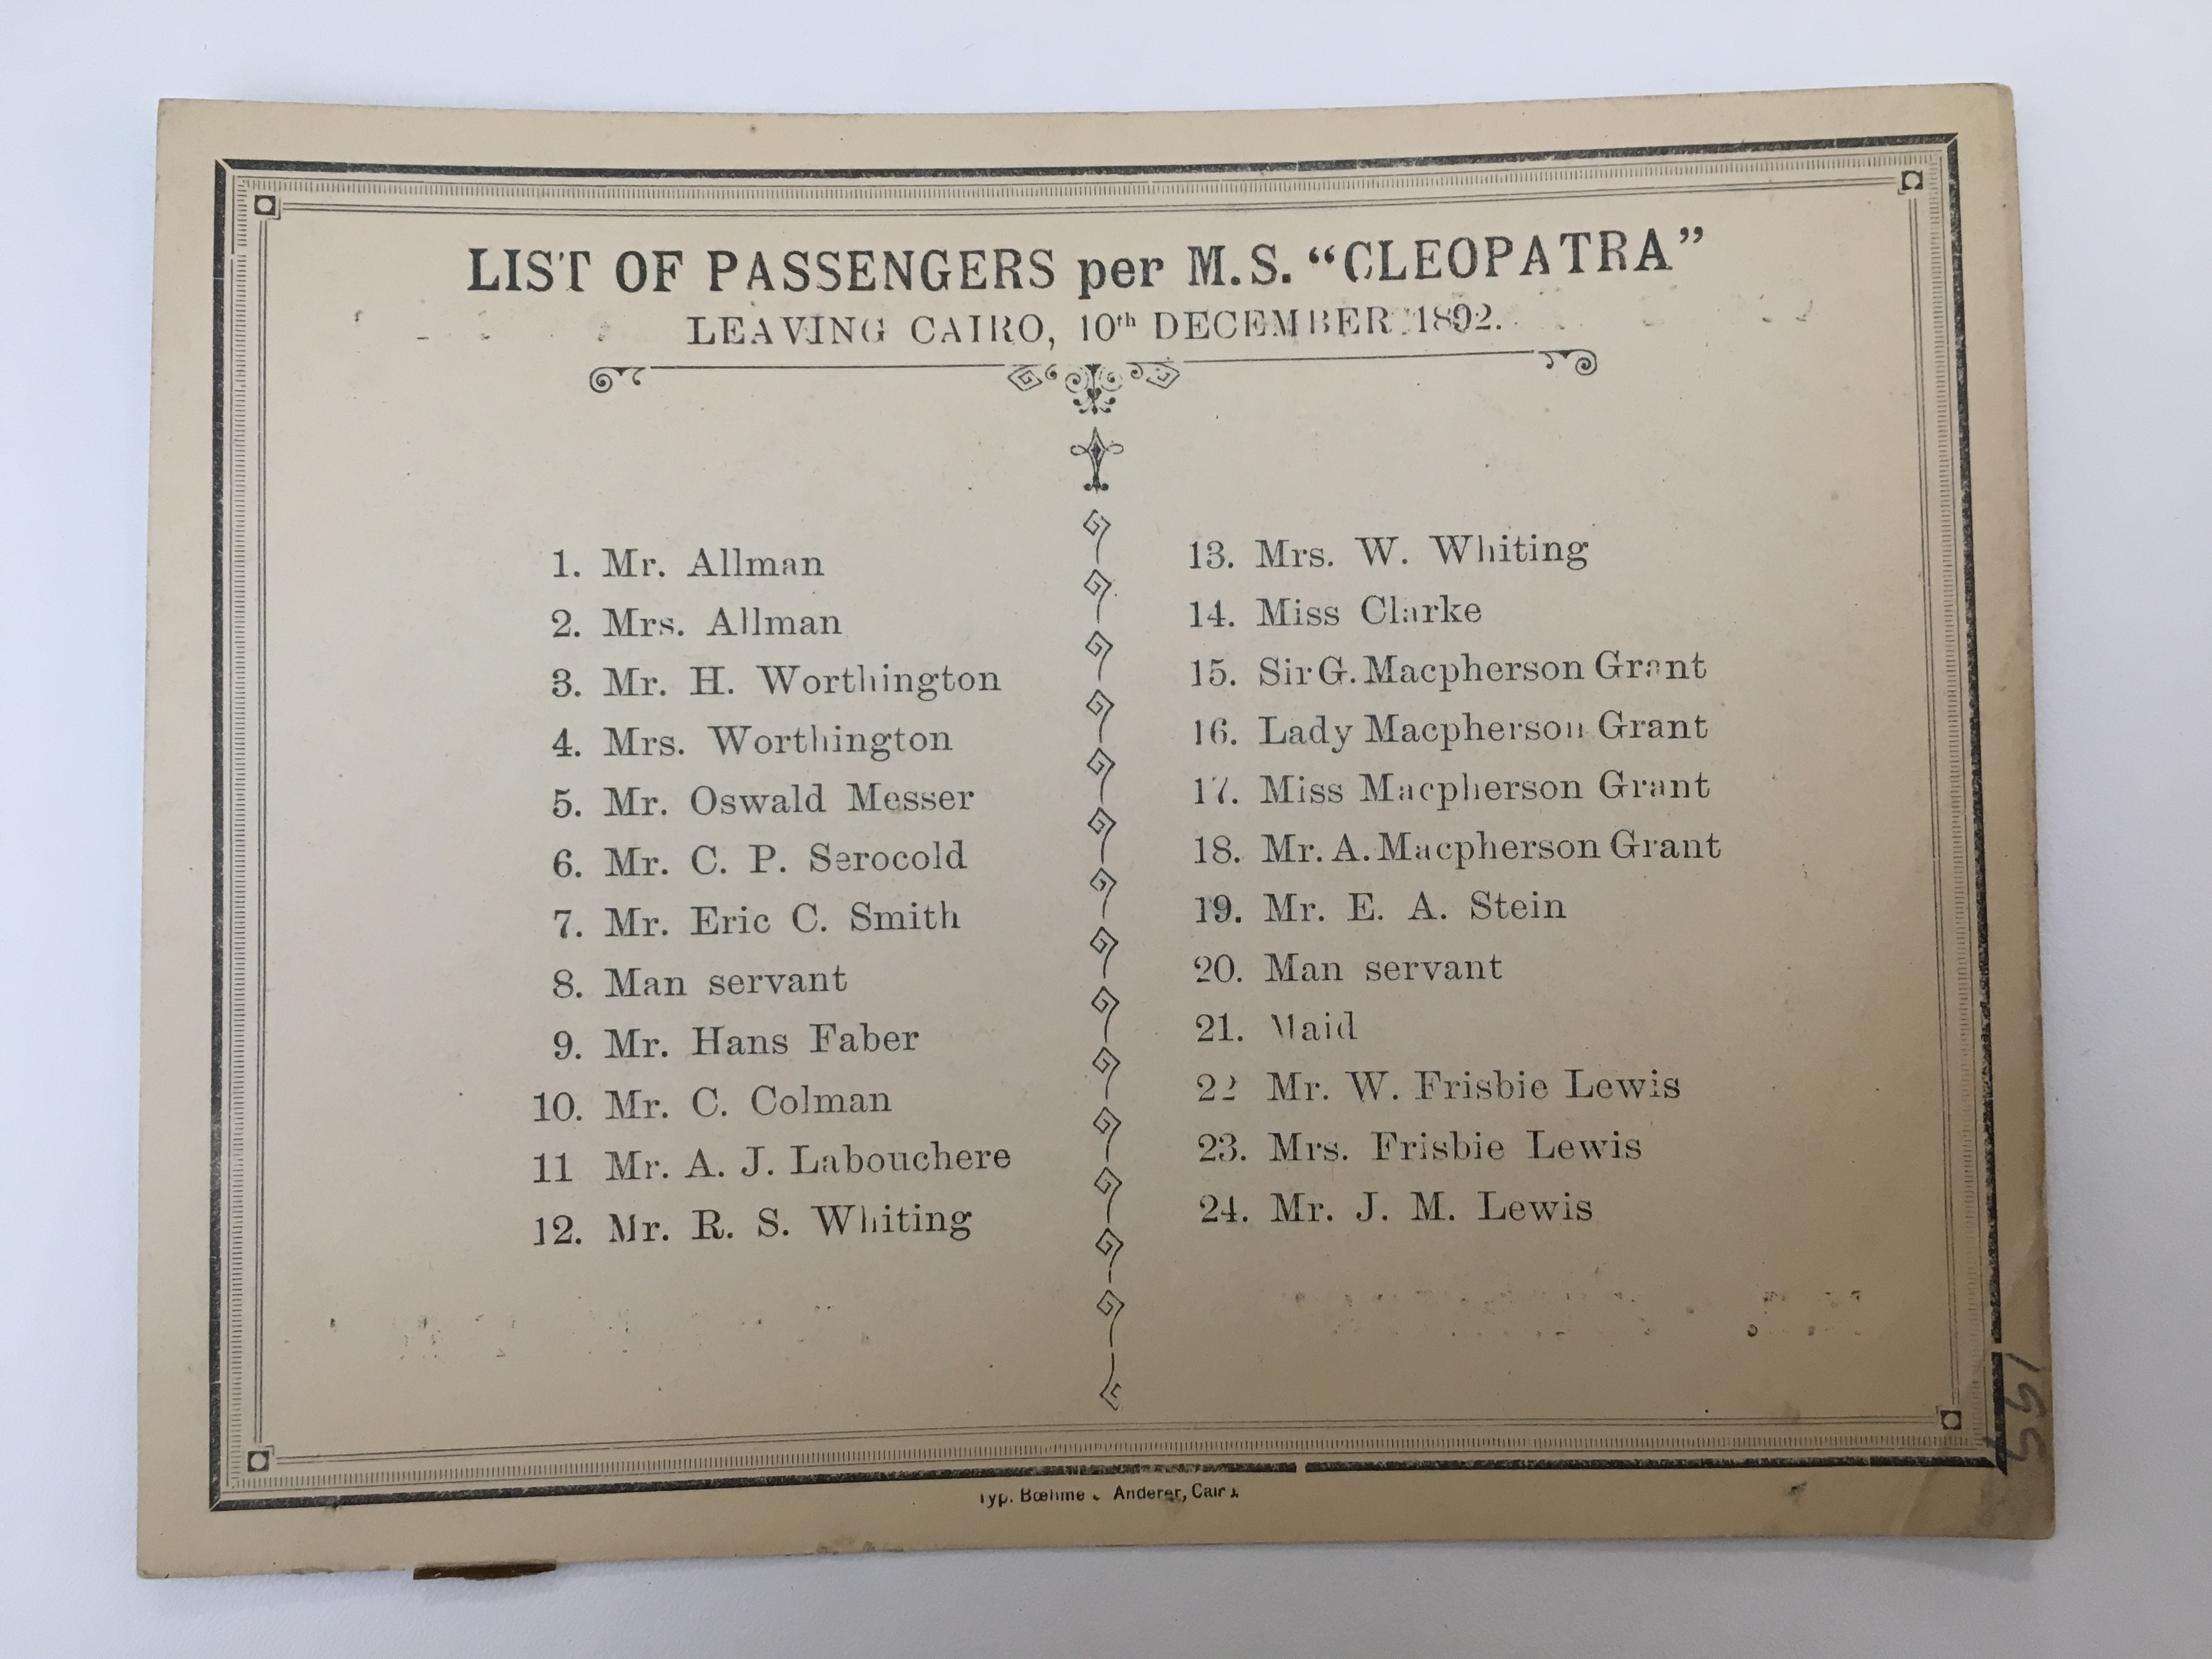 LIST OF PASSENGERS per M.S. "CLEOPATRA"
LEAVING CAIRO, 10th DECEMBER 1892.
1. Mr. Allman
2. Mrs. Allman
3. Mr. H. Worthington
4. Mrs. Worthington
5. Mr. Oswald Messer
6. Mr. C. P. Serocold
7. Mr. Eric C. Smith
8. Man servant
9. Mr. Hans Faber
10. Mr. C. Colman
11 Mr. A. J. Labouchere
12. Mr. R. S. Whiting
13. Mrs. W. Whiting
14. Miss Clarke
15. Sir G. Macpherson Grant
16. Lady Macpherson Grant
17. Miss Macpherson Grant
18. Mr. A. Macpherson Grant
19. Mr. E. A. Stein
20. Man servant
21. Maid
22 Mr. W. Frisbie Lewis
23. Mrs. Frisbie Lewis
24. Mr. J. M. Lewis
Typ. Bœhme & Anderer, Cairo